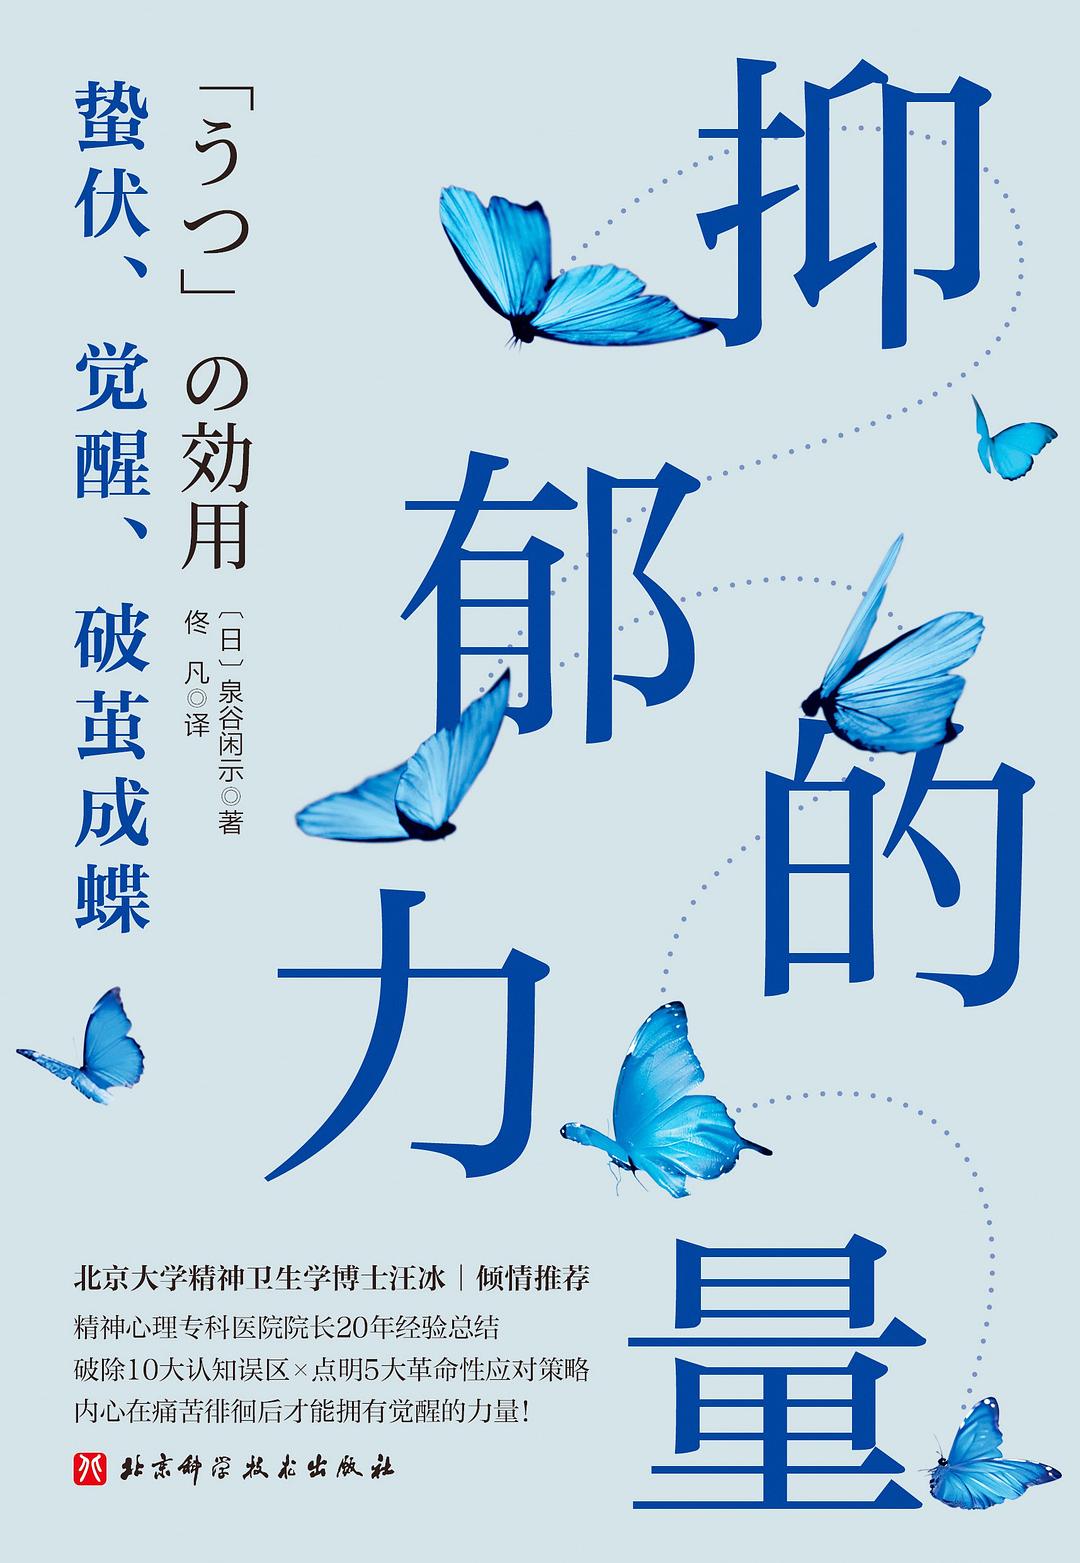 抑郁的力量
「うつ」の効用
蛰伏、觉醒、破茧成蝶
〔日〕泉谷闲示◎著
佟 凡◎译
北京大学精神卫生学博士汪冰｜倾情推荐
精神心理专科医院院长20年经验总结
破除10大认知误区×点明5大革命性应对策略
内心在痛苦徘徊后才能拥有觉醒的力量！
北京科学技术出版社